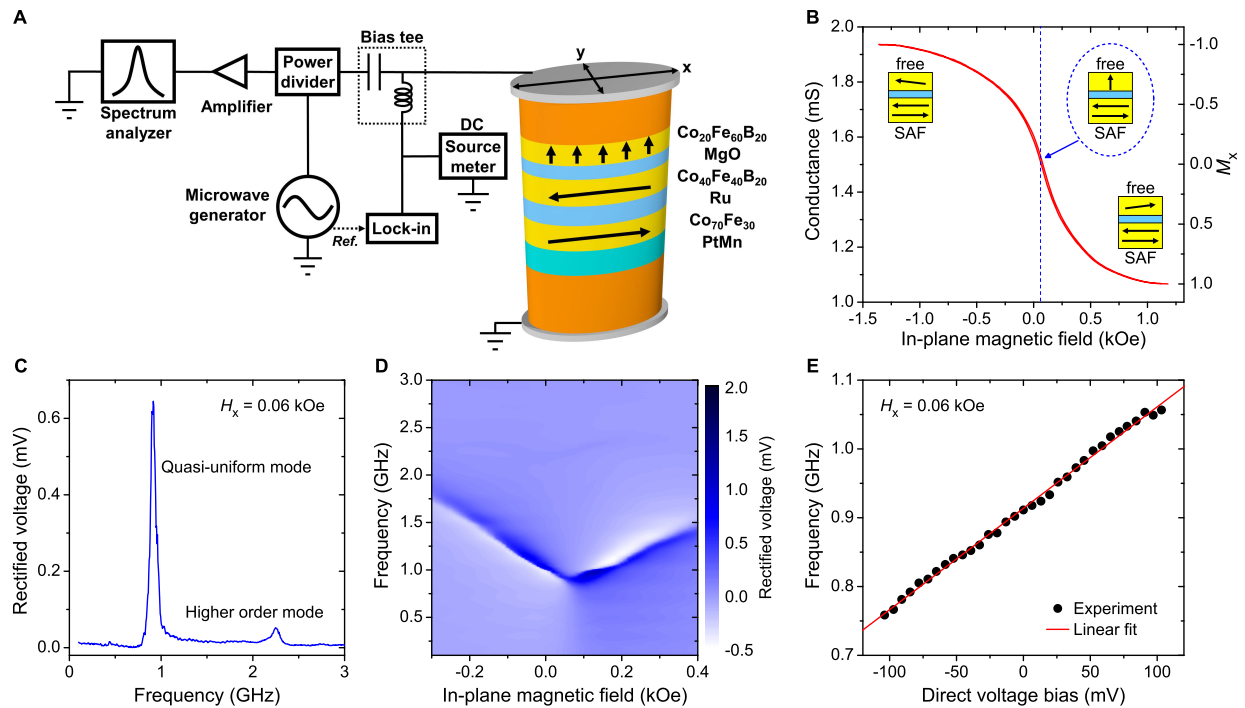 A
Bias tee
Power
divider
Amplifier
Spectrum
analyzer
DC
Source
meter
Microwave
generator
Ref.
Lock-in
y
x
Co20Fe60B20
MgO
Co40Fe40B20
Ru
Co70Fe30
PtMn
B
2.0
1.8
1.6
1.4
1.2
1.0
Conductance (mS)
-1.5
-1.0
-0.5
0.0
0.5
1.0
In-plane magnetic field (kOe)
-1.0
-0.5
0.0
0.5
1.0
Mx
free
SAF
free
SAF
free
SAF
C
Hx = 0.06 kOe
Quasi-uniform mode
Higher order mode
0.6
0.4
0.2
0.0
Rectified voltage (mV)
0
1
2
3
Frequency (GHz)
D
3.0
2.5
2.0
1.5
1.0
0.5
Frequency (GHz)
-0.2
0.0
0.2
0.4
In-plane magnetic field (kOe)
2.0
1.5
1.0
0.5
0.0
-0.5
Rectified voltage (mV)
E
Hx = 0.06 kOe
1.1
1.0
0.9
0.8
0.7
Frequency (GHz)
Experiment
Linear fit
-100
-50
0
50
100
Direct voltage bias (mV)